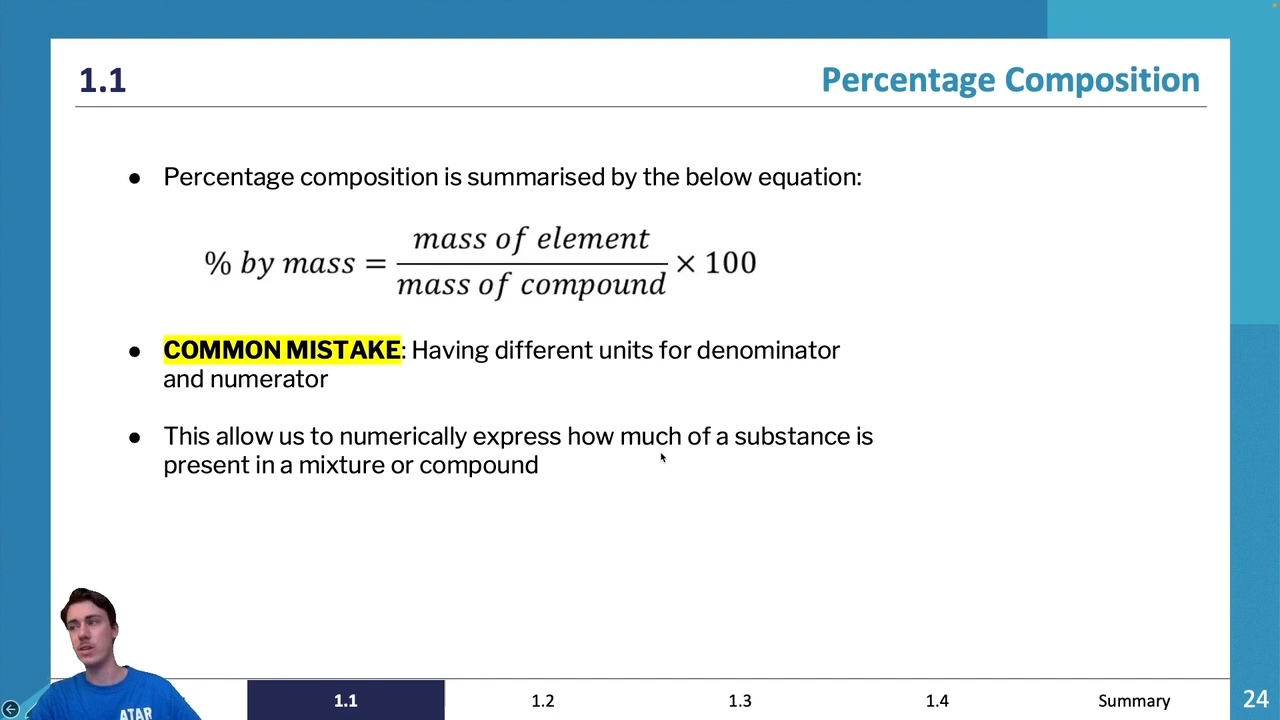 1.1
Percentage Composition
● Percentage composition is summarised by the below equation:
% by mass = mass of element / mass of compound × 100
● COMMON MISTAKE: Having different units for denominator
and numerator
● This allow us to numerically express how much of a substance is
present in a mixture or compound
ATAR
1.1 1.2 1.3 1.4 Summary 24